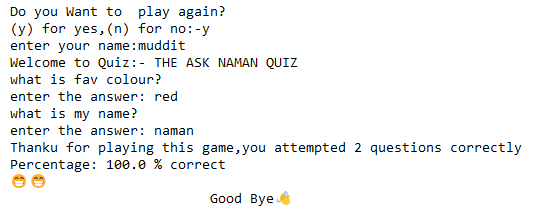 Do you Want to  play again?
(y) for yes,(n) for no:-y
enter your name:muddit
Welcome to Quiz:- THE ASK NAMAN QUIZ
what is fav colour?
enter the answer: red
what is my name?
enter the answer: naman
Thanku for playing this game,you attempted 2 questions correctly
Percentage: 100.0 % correct
😁😁
Good Bye👋